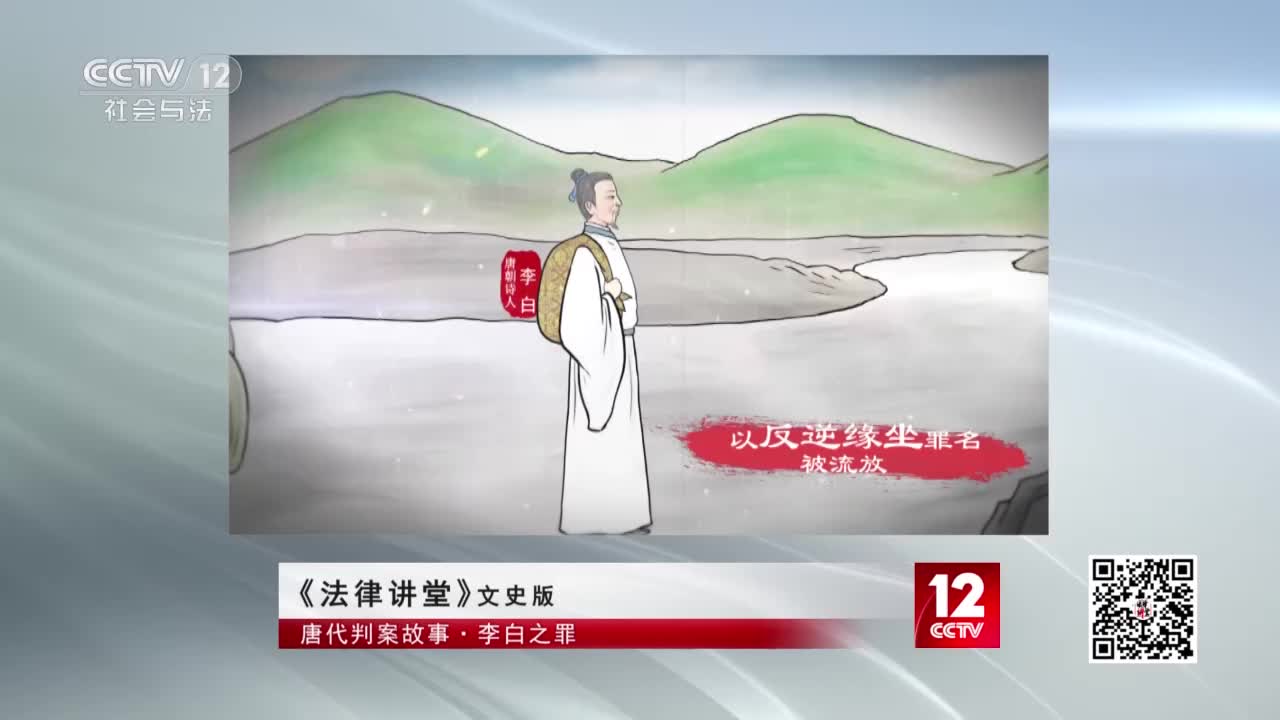 CCTV 12
社会与法
李白
唐朝诗人
以反逆缘坐罪名
被流放
《法律讲堂》文史版
唐代判案故事·李白之罪
12
CCTV